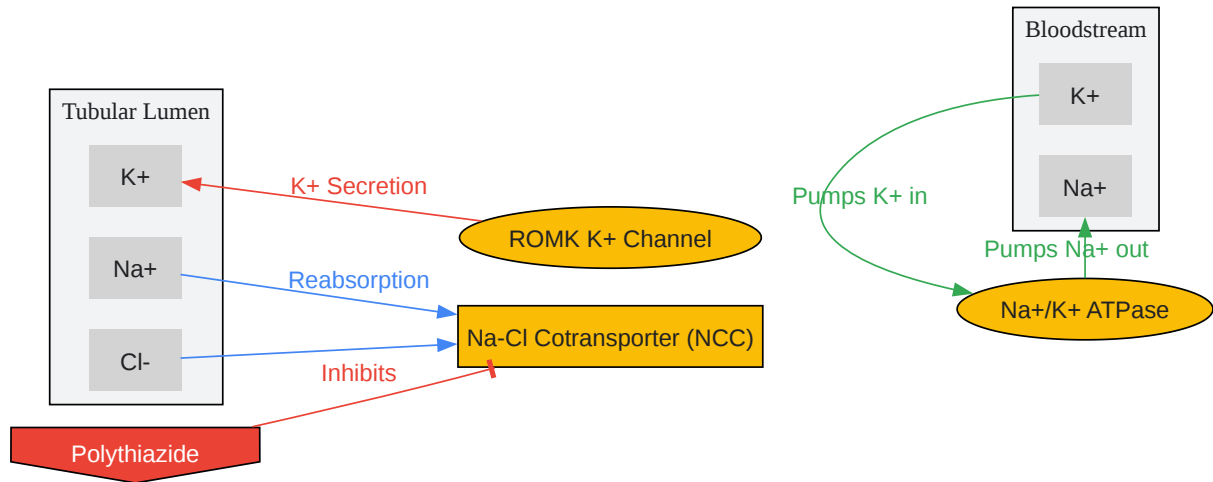 Bloodstream
K+
Na+
Pumps K+ in
Pumps Na+ out
Na+/K+ ATPase
Tubular Lumen
K+
Na+
Cl-
K+ Secretion
Reabsorption
Inhibits
ROMK K+ Channel
Na-Cl Cotransporter (NCC)
Polythiazide